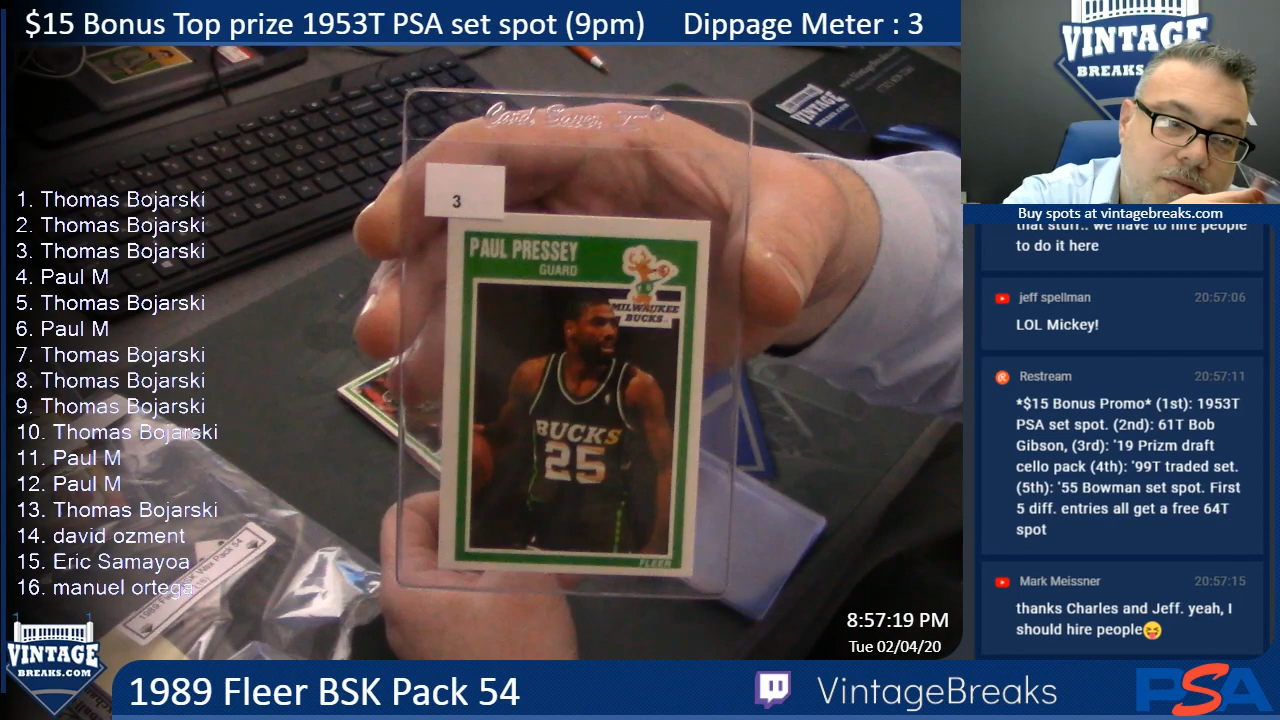 $15 Bonus Top prize 1953T PSA set spot (9pm) Dippage Meter : 3
VINTAGE
BREAKS
Card Saver I
VINTAGE
BREAKS
3
PAUL PRESSEY
GUARD
MILWAUKEE
BUCKS
BUCKS
25
FLEER
1. Thomas Bojarski
2. Thomas Bojarski
3. Thomas Bojarski
4. Paul M
5. Thomas Bojarski
6. Paul M
7. Thomas Bojarski
8. Thomas Bojarski
9. Thomas Bojarski
10. Thomas Bojarski
11. Paul M
12. Paul M
13. Thomas Bojarski
14. david ozment
15. Eric Samayoa
16. manuel ortega
Buy spots at vintagebreaks.com
that stuff.. we have to hire people
to do it here
jeff spellman 20:57:06
LOL Mickey!
Restream 20:57:11
*$15 Bonus Promo* (1st): 1953T
PSA set spot. (2nd): 61T Bob
Gibson, (3rd): '19 Prizm draft
cello pack (4th): '99T traded set.
(5th): '55 Bowman set spot. First
5 diff. entries all get a free 64T
spot
Mark Meissner 20:57:15
thanks Charles and Jeff. yeah, I
should hire people😝
8:57:19 PM
Tue 02/04/20
VINTAGE
BREAKS.COM
1989 Fleer BSK Pack 54
VintageBreaks
PSA